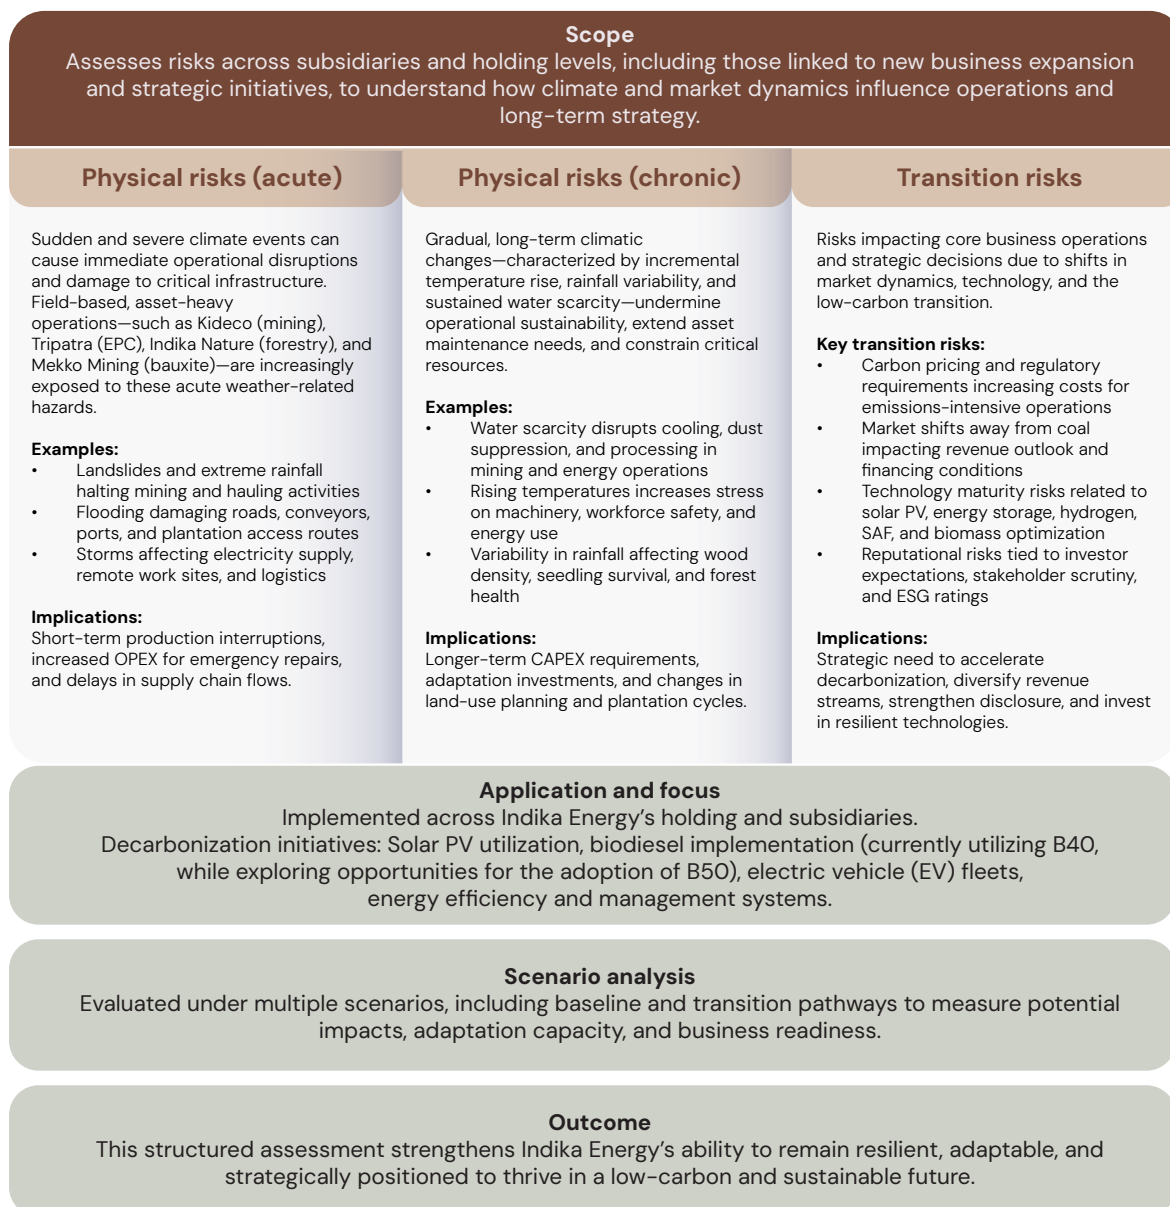 Scope
Assesses risks across subsidiaries and holding levels, including those linked to new business expansion
and strategic initiatives, to understand how climate and market dynamics influence operations and
long-term strategy.
Physical risks (acute)
Sudden and severe climate events can
cause immediate operational disruptions
and damage to critical infrastructure.
Field-based, asset-heavy
operations—such as Kideco (mining),
Tripatra (EPC), Indika Nature (forestry), and
Mekko Mining (bauxite)—are increasingly
exposed to these acute weather-related
hazards.
Examples:
• Landslides and extreme rainfall
halting mining and hauling activities
• Flooding damaging roads, conveyors,
ports, and plantation access routes
• Storms affecting electricity supply,
remote work sites, and logistics
Implications:
Short-term production interruptions,
increased OPEX for emergency repairs,
and delays in supply chain flows.
Physical risks (chronic)
Gradual, long-term climatic
changes—characterized by incremental
temperature rise, rainfall variability, and
sustained water scarcity—undermine
operational sustainability, extend asset
maintenance needs, and constrain critical
resources.
Examples:
• Water scarcity disrupts cooling, dust
suppression, and processing in
mining and energy operations
• Rising temperatures increases stress
on machinery, workforce safety, and
energy use
• Variability in rainfall affecting wood
density, seedling survival, and forest
health
Implications:
Longer-term CAPEX requirements,
adaptation investments, and changes in
land-use planning and plantation cycles.
Transition risks
Risks impacting core business operations
and strategic decisions due to shifts in
market dynamics, technology, and the
low-carbon transition.
Key transition risks:
• Carbon pricing and regulatory
requirements increasing costs for
emissions-intensive operations
• Market shifts away from coal
impacting revenue outlook and
financing conditions
• Technology maturity risks related to
solar PV, energy storage, hydrogen,
SAF, and biomass optimization
• Reputational risks tied to investor
expectations, stakeholder scrutiny,
and ESG ratings
Implications:
Strategic need to accelerate
decarbonization, diversify revenue
streams, strengthen disclosure, and invest
in resilient technologies.
Application and focus
Implemented across Indika Energy’s holding and subsidiaries.
Decarbonization initiatives: Solar PV utilization, biodiesel implementation (currently utilizing B40,
while exploring opportunities for the adoption of B50), electric vehicle (EV) fleets,
energy efficiency and management systems.
Scenario analysis
Evaluated under multiple scenarios, including baseline and transition pathways to measure potential
impacts, adaptation capacity, and business readiness.
Outcome
This structured assessment strengthens Indika Energy’s ability to remain resilient, adaptable, and
strategically positioned to thrive in a low-carbon and sustainable future.